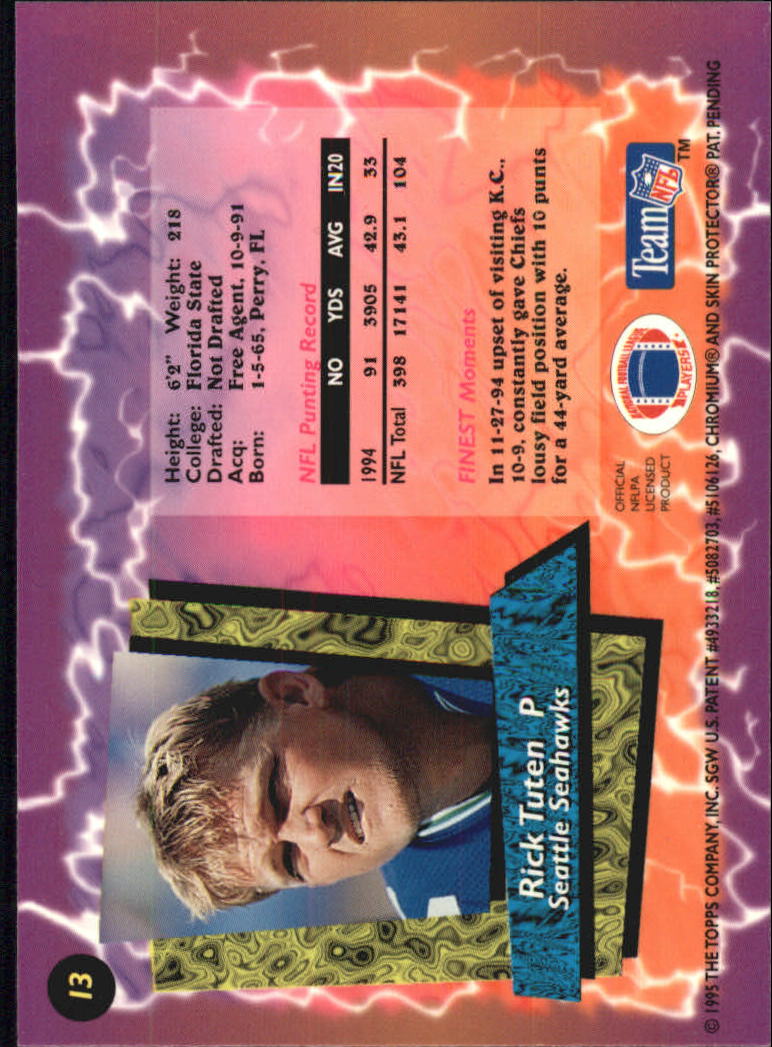 13
Height: 6'2" Weight: 218
College: Florida State
Drafted: Not Drafted
Acq: Free Agent, 10-9-91
Born: 1-5-65, Perry, FL
NFL Punting Record
NO YDS AVG IN20
1994 91 3905 42.9 33
NFL Total 398 17141 43.1 104
FINEST Moments
In 11-27-94 upset of visiting K.C.,
10-9, constantly gave Chiefs
lousy field position with 10 punts
for a 44-yard average.
Rick Tuten P
Seattle Seahawks
OFFICIAL
NFLPA
LICENSED
PRODUCT
NATIONAL FOOTBALL LEAGUE
PLAYERS
Team NFL TM
© 1995 THE TOPPS COMPANY, INC. SGW U.S. PATENT #4933218, #5082703, #5106126, CHROMIUM® AND SKIN PROTECTOR® PAT. PENDING